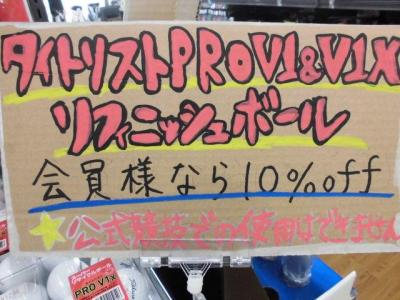 タイトリストPROV1&V1X
リフィニッシュボール
会員様なら10%off
★公式競技での使用はできません
PRO V1x